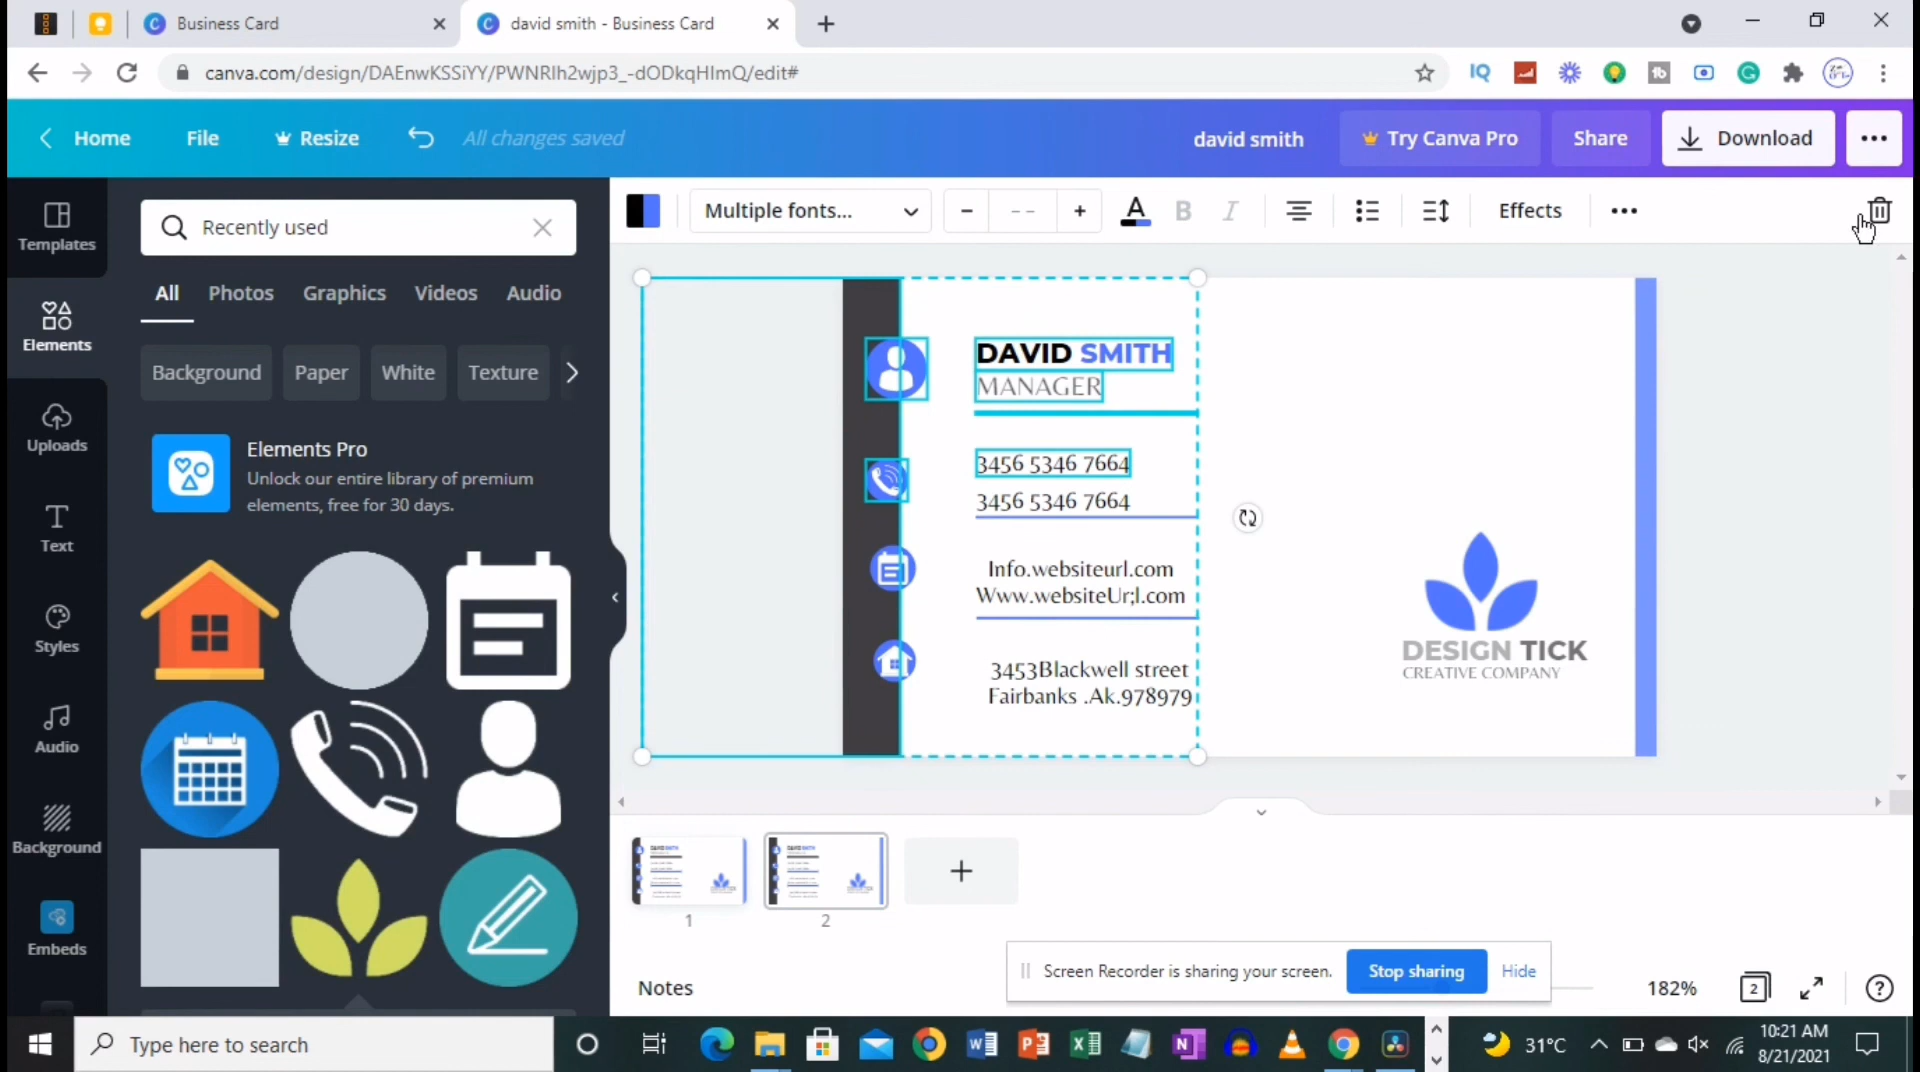 Business Card
david smith - Business Card
canva.com/design/DAEnwKSSiYY/PWNRIh2wjp3_-dODkqHImQ/edit#
Home
File
Resize
All changes saved
david smith
Try Canva Pro
Share
Download
Templates
Elements
Uploads
Text
Styles
Audio
Background
Embeds
Recently used
All
Photos
Graphics
Videos
Audio
Background
Paper
White
Texture
Elements Pro
Unlock our entire library of premium
elements, free for 30 days.
Multiple fonts...
- -
A
B
I
Effects
DAVID SMITH
MANAGER
3456 5346 7664
3456 5346 7664
Info.websiteurl.com
Www.websiteUr;l.com
3453Blackwell street
Fairbanks .Ak.978979
DESIGN TICK
CREATIVE COMPANY
1
2
Notes
Screen Recorder is sharing your screen.
Stop sharing
Hide
182%
2
Type here to search
31°C
10:21 AM
8/21/2021